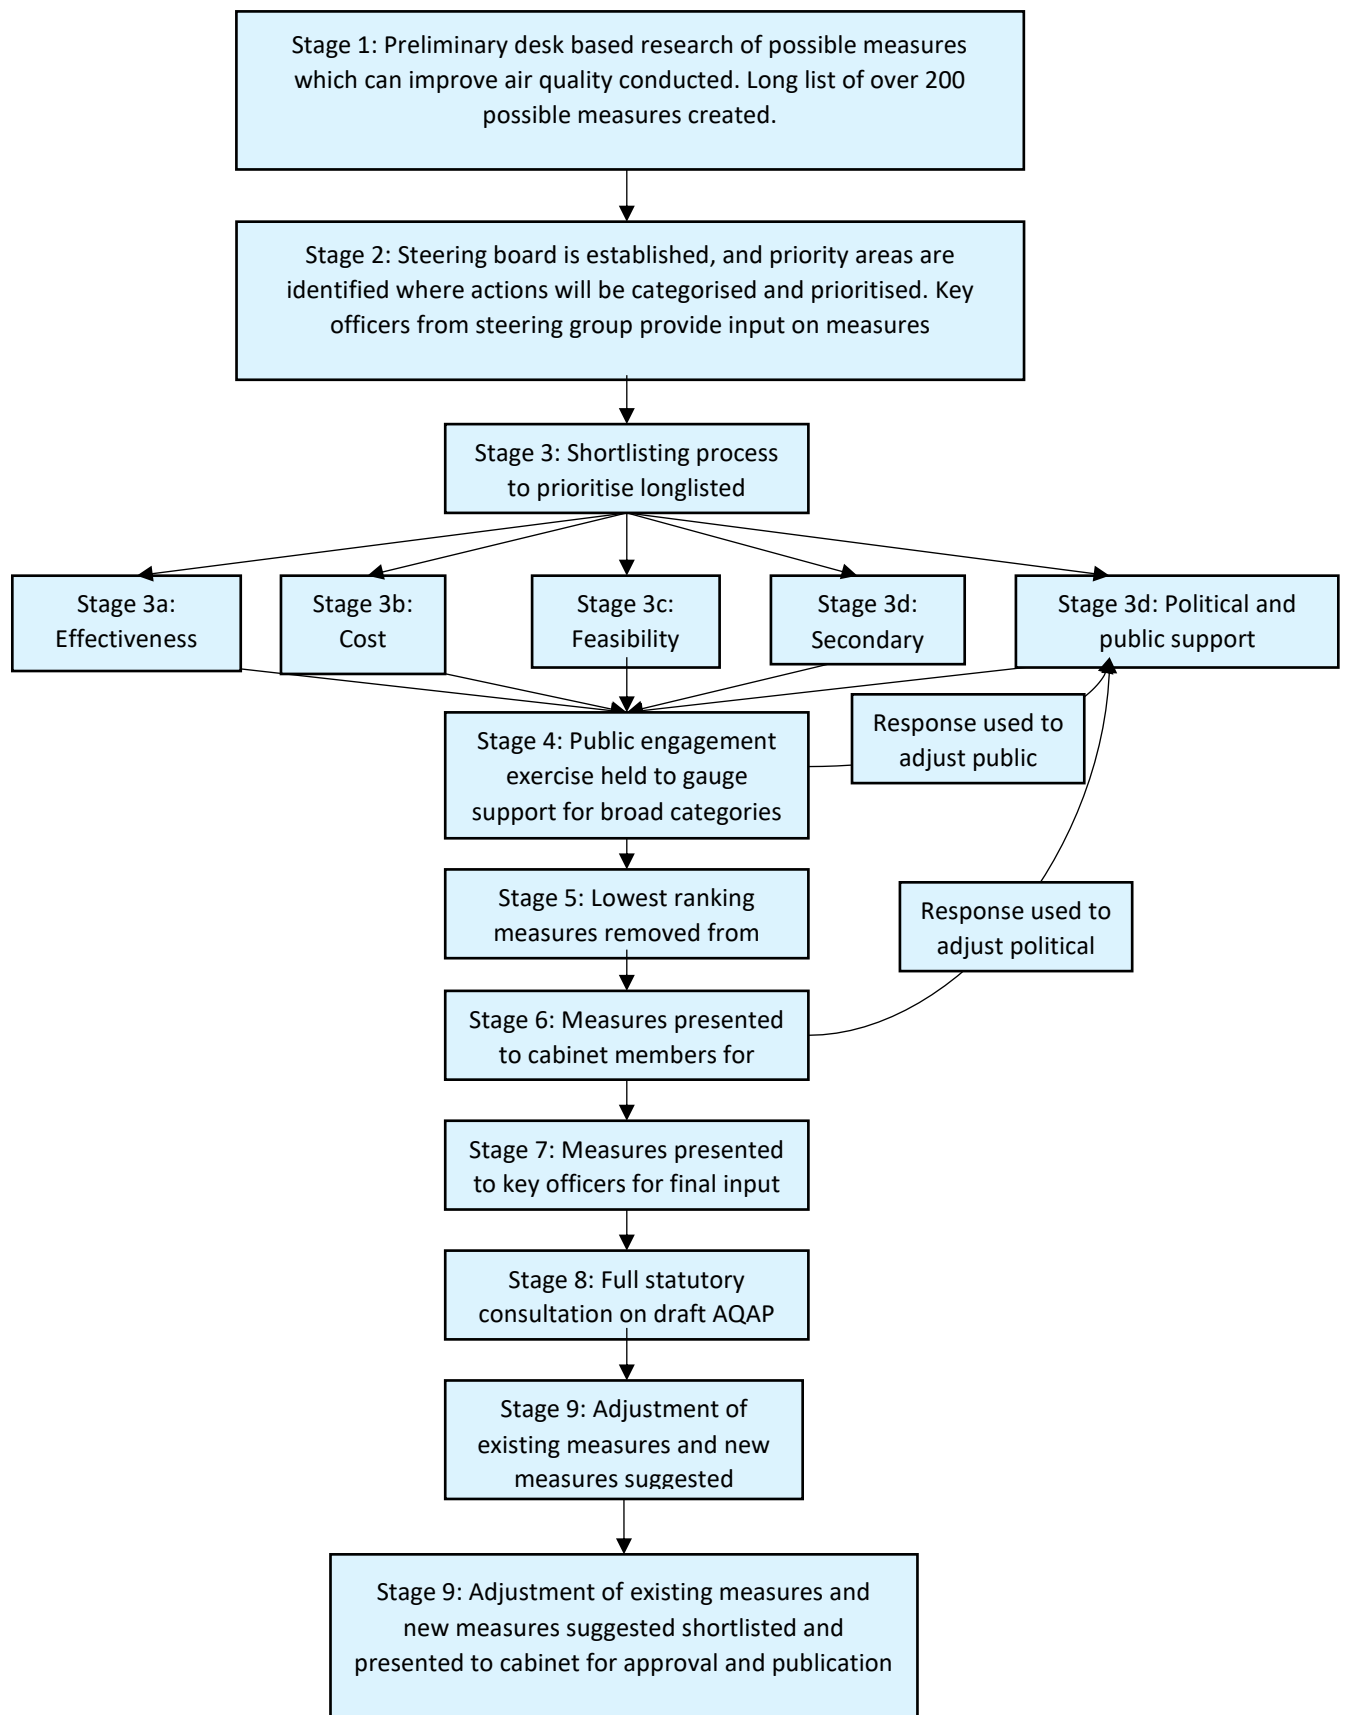 Stage 1: Preliminary desk based research of possible measures
which can improve air quality conducted. Long list of over 200
possible measures created.
Stage 2: Steering board is established, and priority areas are
identified where actions will be categorised and prioritised. Key
officers from steering group provide input on measures
Stage 3: Shortlisting process
to prioritise longlisted
Stage 3a:
Effectiveness
Stage 3b:
Cost
Stage 3c:
Feasibility
Stage 3d:
Secondary
Stage 3d: Political and
public support
Stage 4: Public engagement
exercise held to gauge
support for broad categories
Response used to
adjust public
Stage 5: Lowest ranking
measures removed from
Response used to
adjust political
Stage 6: Measures presented
to cabinet members for
Stage 7: Measures presented
to key officers for final input
Stage 8: Full statutory
consultation on draft AQAP
Stage 9: Adjustment of
existing measures and new
measures suggested
Stage 9: Adjustment of existing measures and
new measures suggested shortlisted and
presented to cabinet for approval and publication